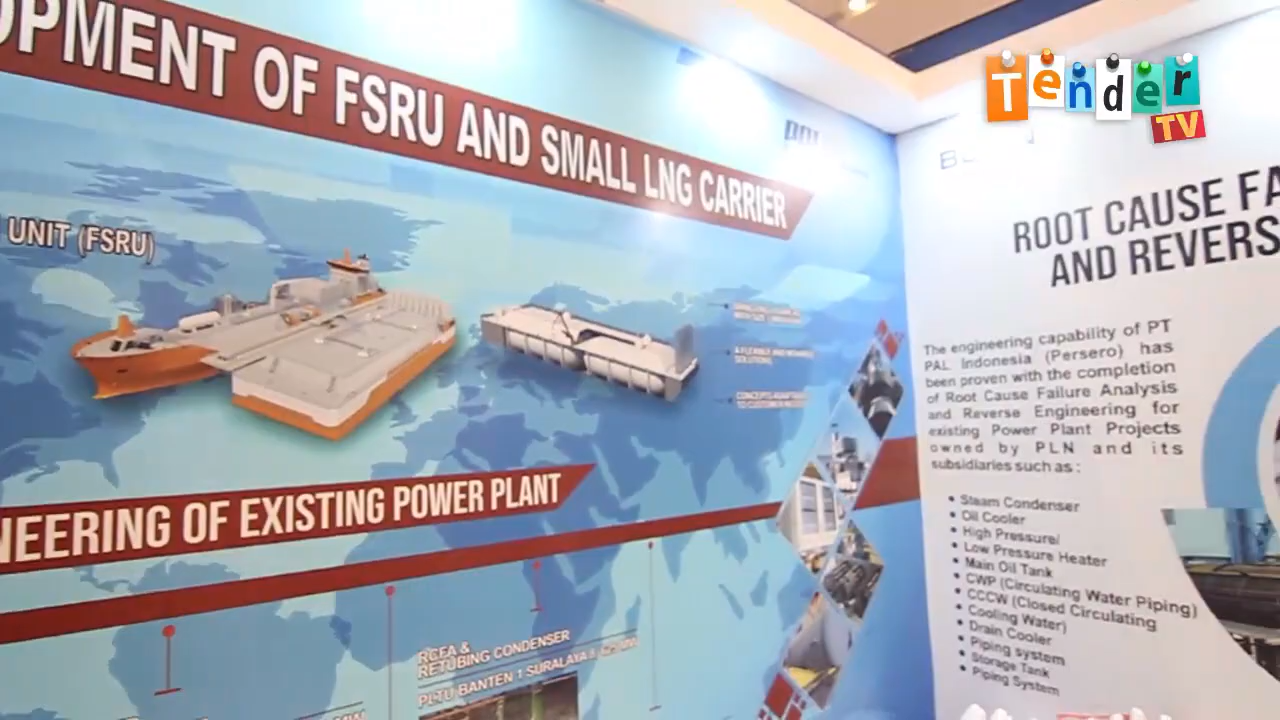 OPMENT OF FSRU AND SMALL LNG CARRIER
UNIT (FSRU)
NEERING OF EXISTING POWER PLANT
RCFA &
RETUBING CONDENSER
PLTU BANTEN 1 SURALAYA
Tender
TV
ROOT CAUSE FA
AND REVERS
The engineering capability of PT
PAL Indonesia (Persero) has
been proven with the completion
of Root Cause Failure Analysis
and Reverse Engineering for
existing Power Plant Projects
owned by PLN and its
subsidiaries such as :
• Steam Condenser
• Oil Cooler
• High Pressure/
Low Pressure Heater
• Main Oil Tank
• CWP (Circulating Water Piping)
• CCCW (Closed Circulating
Cooling Water)
• Drain Cooler
• Piping system
• Storage Tank
• Piping System